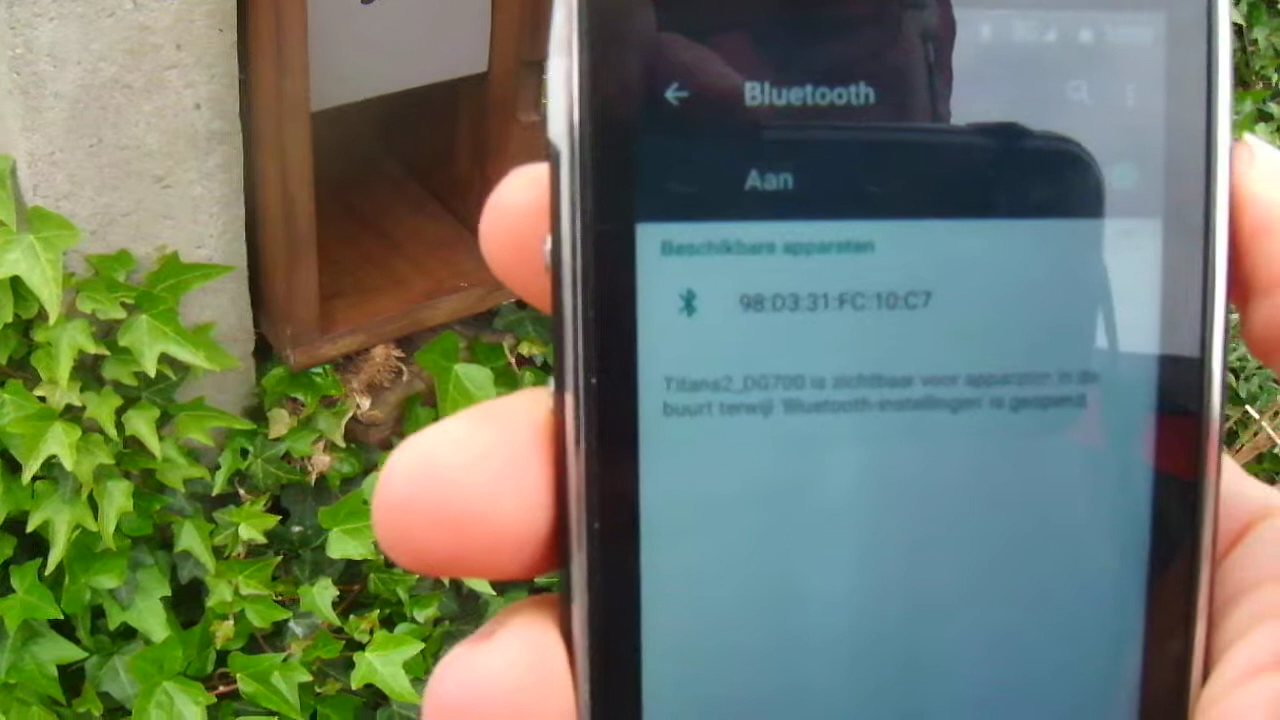 Bluetooth
Aan
Beschikbare apparaten
98:D3:31:FC:10:C7
Titans2_DG700 is zichtbaar voor apparaten in de
buurt terwijl 'Bluetooth-instellingen' is geopend.